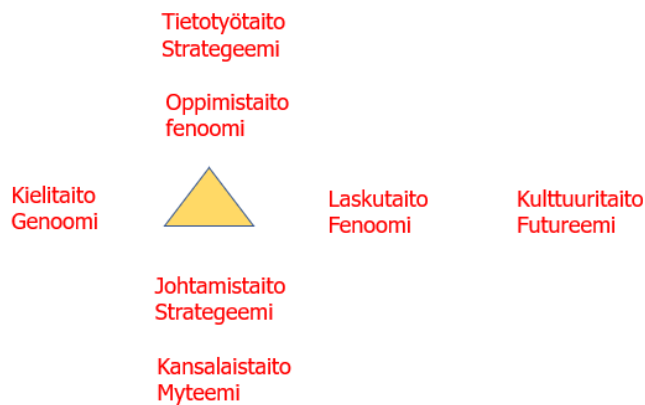 Tietotyötaito
Strategeemi
Oppimistaito
fenoomi
Kielitaito
Genoomi
Laskutaito
Fenoomi
Kulttuuritaito
Futureemi
Johtamistaito
Strategeemi
Kansalaistaito
Myteemi